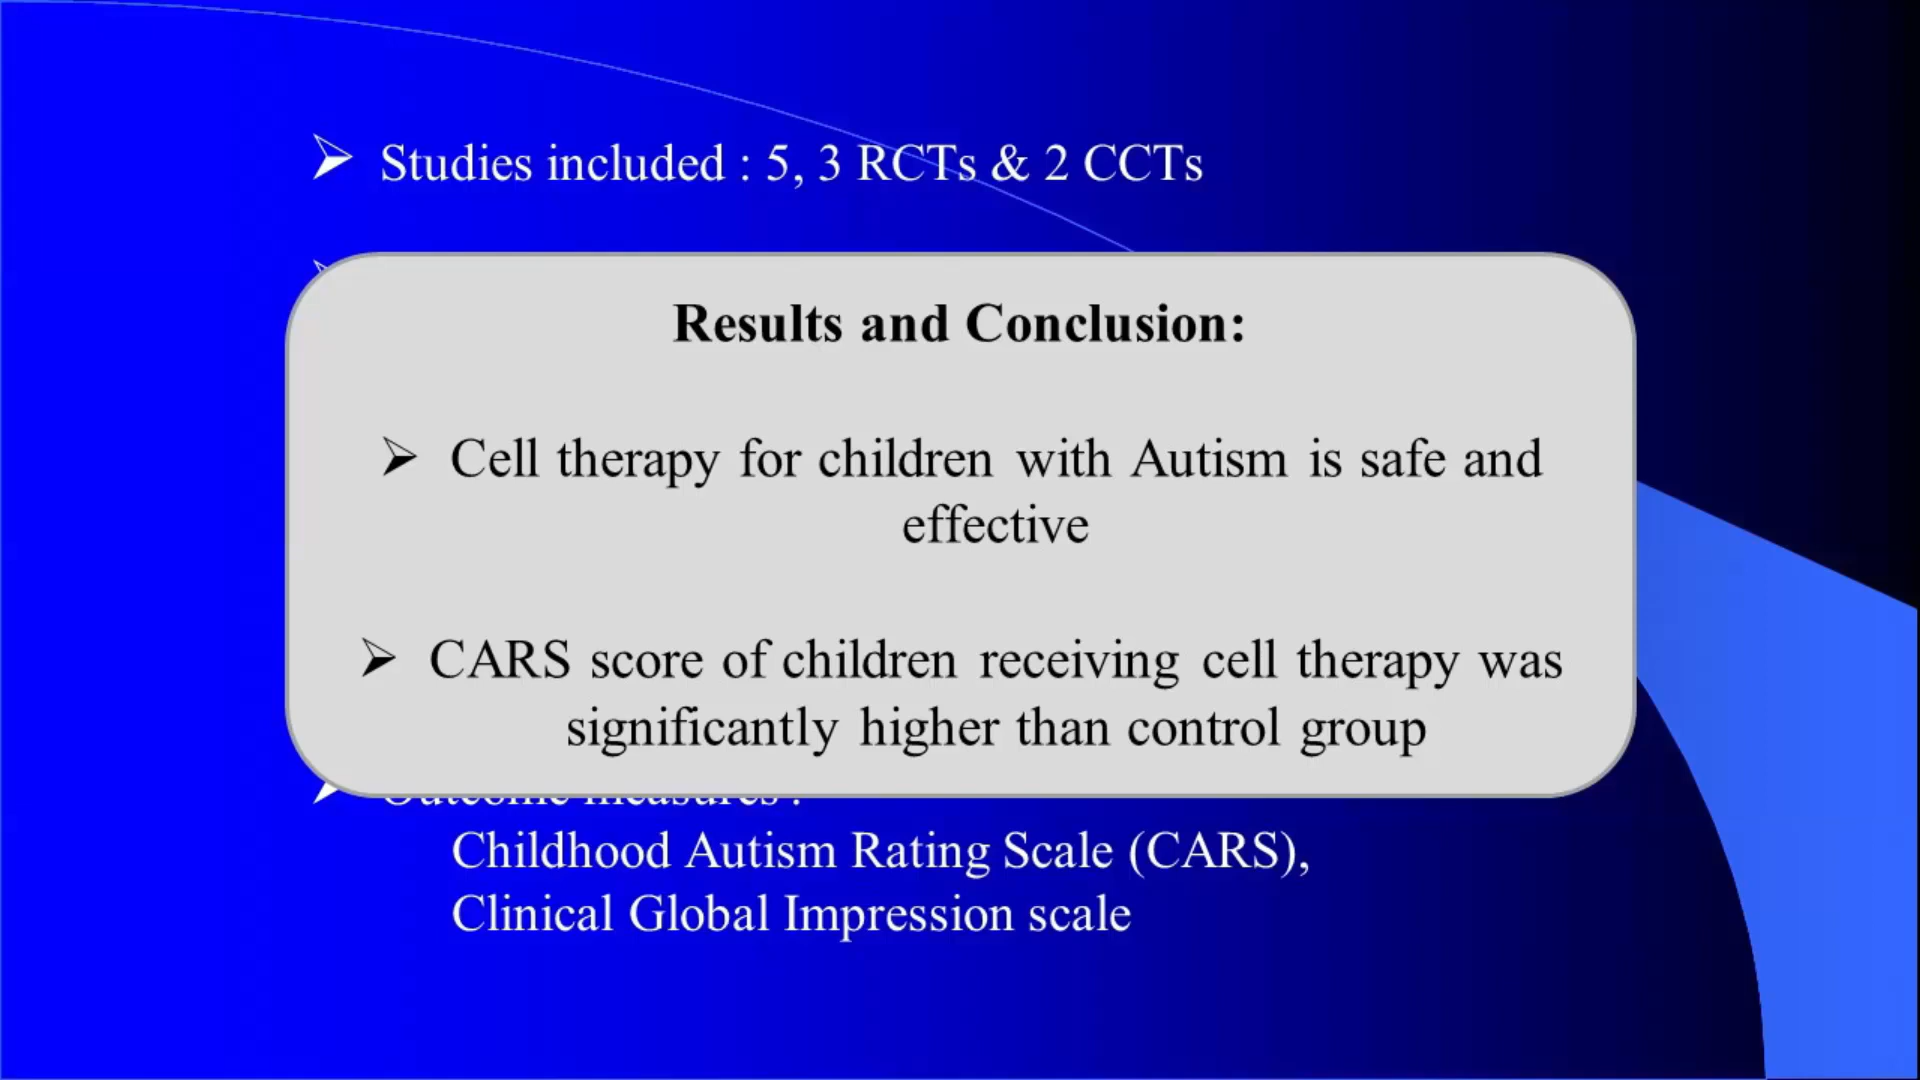 ➢ Studies included : 5, 3 RCTs & 2 CCTs
Results and Conclusion:
➢ Cell therapy for children with Autism is safe and
effective
➢ CARS score of children receiving cell therapy was
significantly higher than control group
Outcome measures :
Childhood Autism Rating Scale (CARS),
Clinical Global Impression scale